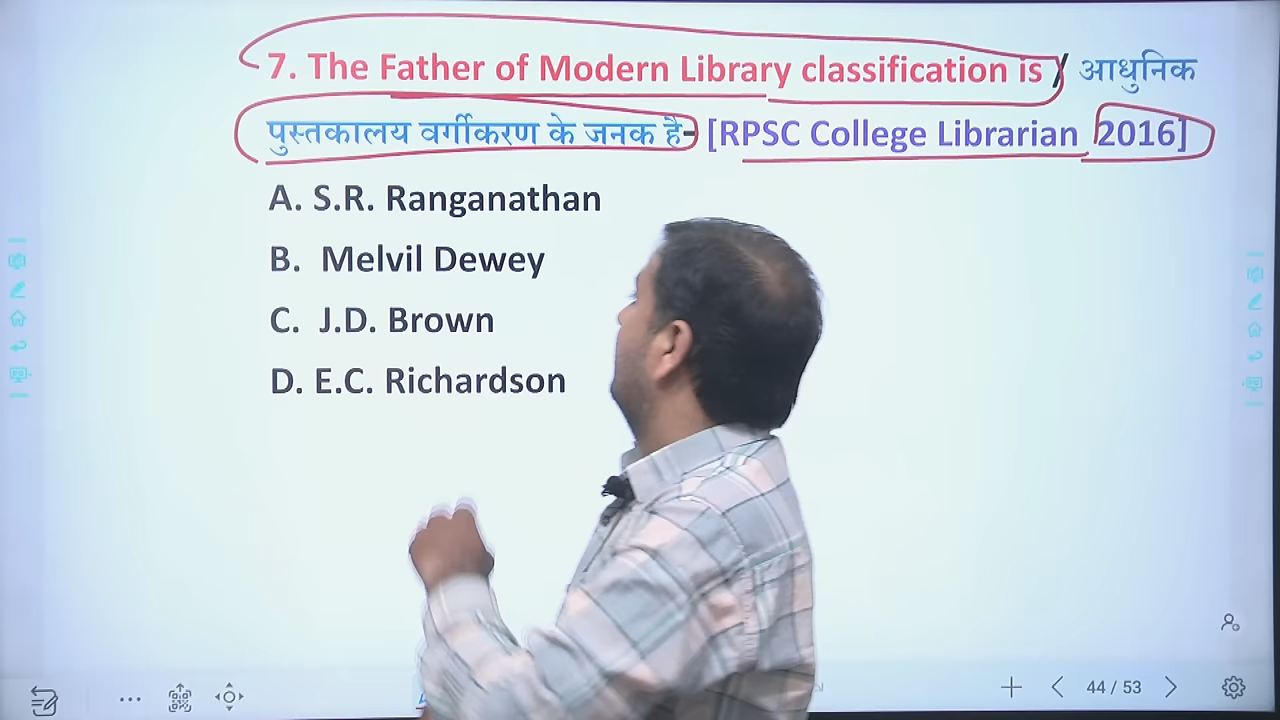 7. The Father of Modern Library classification is / आधुनिक
पुस्तकालय वर्गीकरण के जनक है- [RPSC College Librarian 2016]
A. S.R. Ranganathan
B. Melvil Dewey
C. J.D. Brown
D. E.C. Richardson
44 / 53